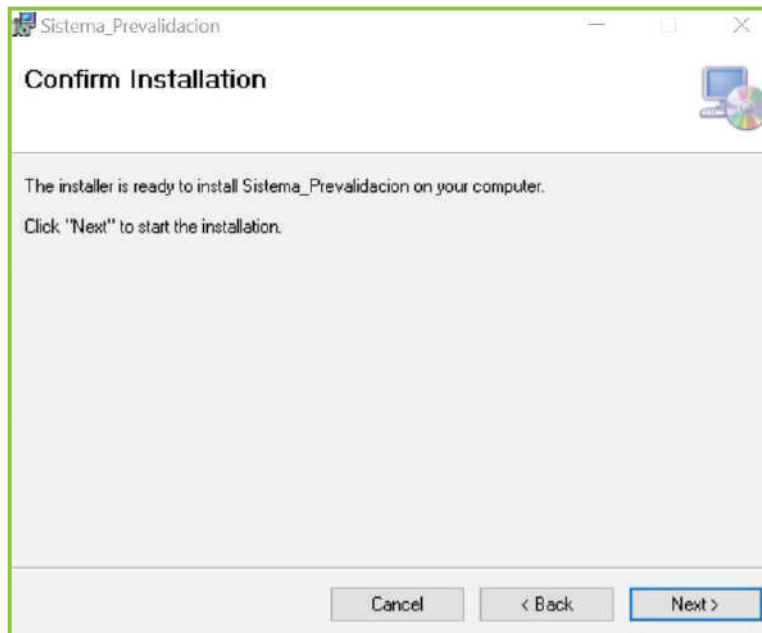 Sistema_Prevalidacion
Confirm Installation
The installer is ready to install Sistema_Prevalidacion on your computer.
Click "Next" to start the installation.
Cancel
< Back
Next >